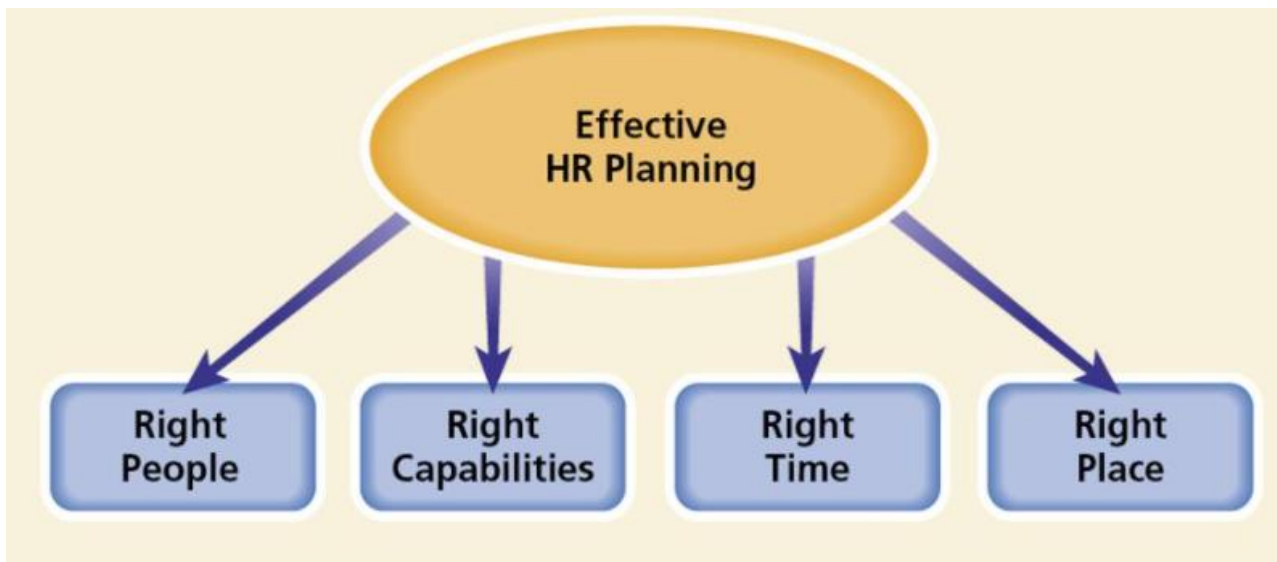 Effective
HR Planning
Right
People
Right
Capabilities
Right
Time
Right
Place